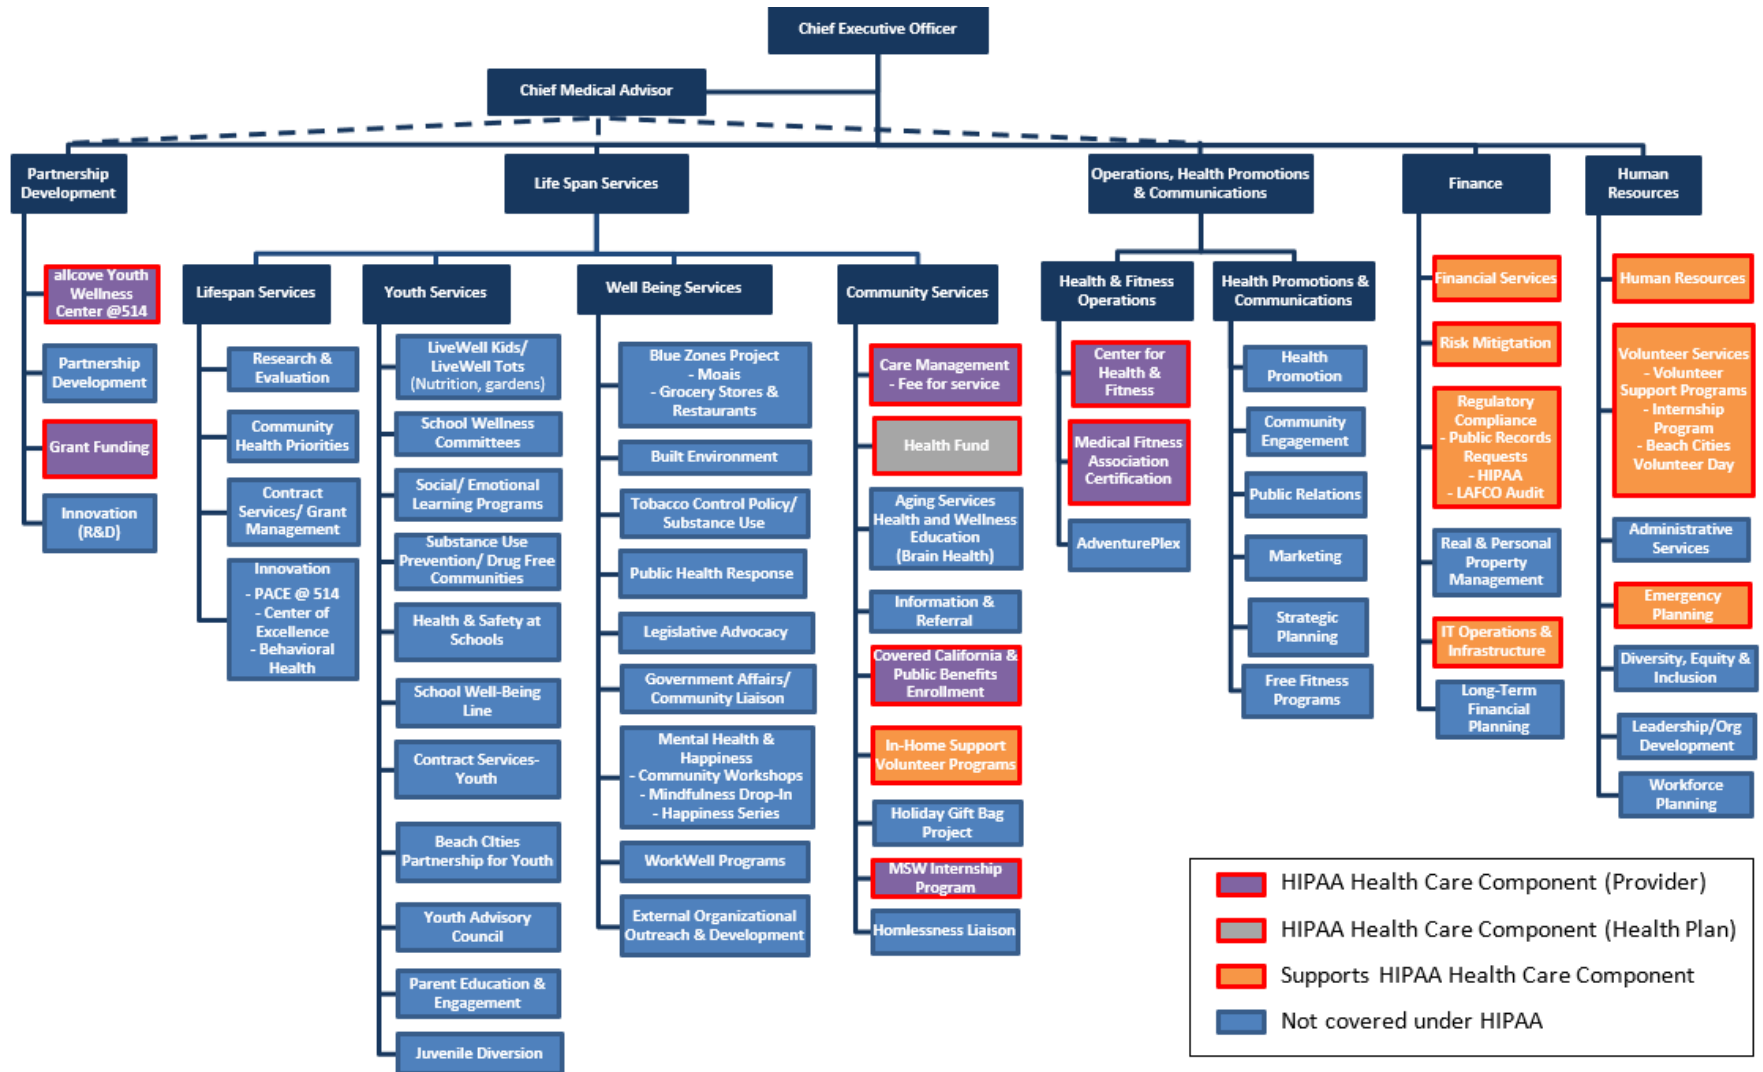 Chief Executive Officer
Chief Medical Advisor
Partnership
Development
Life Span Services
Operations, Health Promotions
& Communications
Finance
Human
Resources
allcove Youth
Wellness
Center @514
Partnership
Development
Grant Funding
Innovation
(R&D)
Lifespan Services
Research &
Evaluation
Community
Health Priorities
Contract
Services/ Grant
Management
Innovation
- PACE @ 514
- Center of
Excellence
- Behavioral
Health
Youth Services
LiveWell Kids/
LiveWell Tots
(Nutrition, gardens)
School Wellness
Committees
Social/ Emotional
Learning Programs
Substance Use
Prevention/ Drug Free
Communities
Health & Safety at
Schools
School Well-Being
Line
Contract Services-
Youth
Beach CIties
Partnership for Youth
Youth Advisory
Council
Parent Education &
Engagement
Juvenile Diversion
Well Being Services
Blue Zones Project
- Moais
- Grocery Stores &
Restaurants
Built Environment
Tobacco Control Policy/
Substance Use
Public Health Response
Legislative Advocacy
Government Affairs/
Community Liaison
Mental Health &
Happiness
- Community Workshops
- Mindfulness Drop-In
- Happiness Series
WorkWell Programs
External Organizational
Outreach & Development
Community Services
Care Management
- Fee for service
Health Fund
Aging Services
Health and Wellness
Education
(Brain Health)
Information &
Referral
Covered California &
Public Benefits
Enrollment
In-Home Support
Volunteer Programs
Holiday Gift Bag
Project
MSW Internship
Program
Homlessness Liaison
Health & Fitness
Operations
Center for
Health &
Fitness
Medical Fitness
Association
Certification
AdventurePlex
Health Promotions &
Communications
Health
Promotion
Community
Engagement
Public Relations
Marketing
Strategic
Planning
Free Fitness
Programs
Financial Services
Risk Mitigtation
Regulatory
Compliance
- Public Records
Requests
- HIPAA
- LAFCO Audit
Real & Personal
Property
Management
IT Operations &
Infrastructure
Long-Term
Financial
Planning
Human Resources
Volunteer Services
- Volunteer
Support Programs
- Internship
Program
- Beach Cities
Volunteer Day
Administrative
Services
Emergency
Planning
Diversity, Equity &
Inclusion
Leadership/Org
Development
Workforce
Planning
HIPAA Health Care Component (Provider)
HIPAA Health Care Component (Health Plan)
Supports HIPAA Health Care Component
Not covered under HIPAA